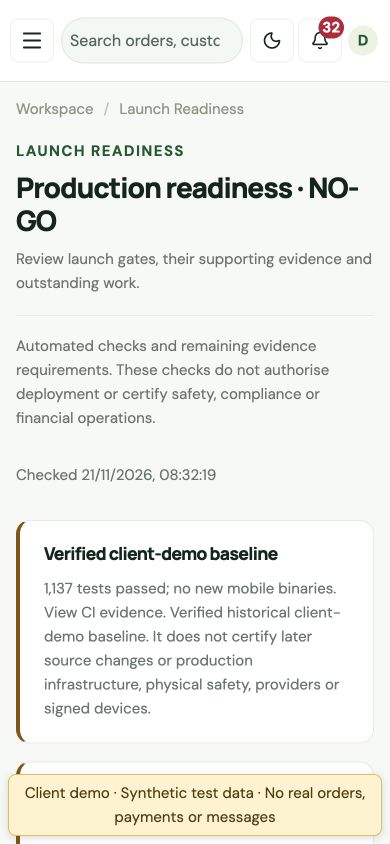 Search orders, custo
32
D
Workspace / Launch Readiness
LAUNCH READINESS
Production readiness · NO-
GO
Review launch gates, their supporting evidence and
outstanding work.
Automated checks and remaining evidence
requirements. These checks do not authorise
deployment or certify safety, compliance or
financial operations.
Checked 21/11/2026, 08:32:19
Verified client-demo baseline
1,137 tests passed; no new mobile binaries.
View CI evidence. Verified historical client-
demo baseline. It does not certify later
source changes or production
infrastructure, physical safety, providers or
signed devices.
Client demo · Synthetic test data · No real orders,
payments or messages